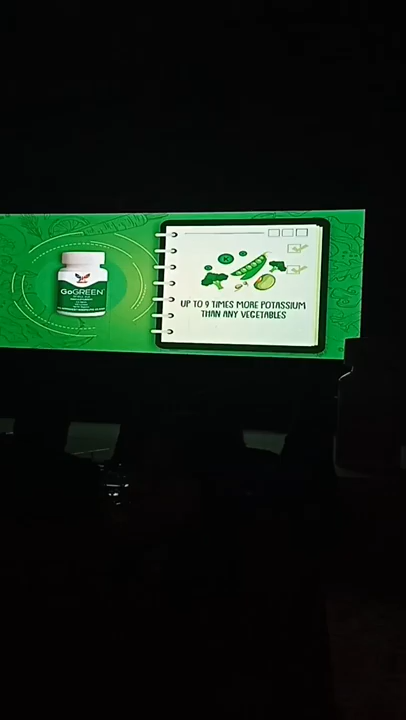 GoGREEN
K
UP TO 9 TIMES MORE POTASSIUM
THAN ANY VEGETABLES